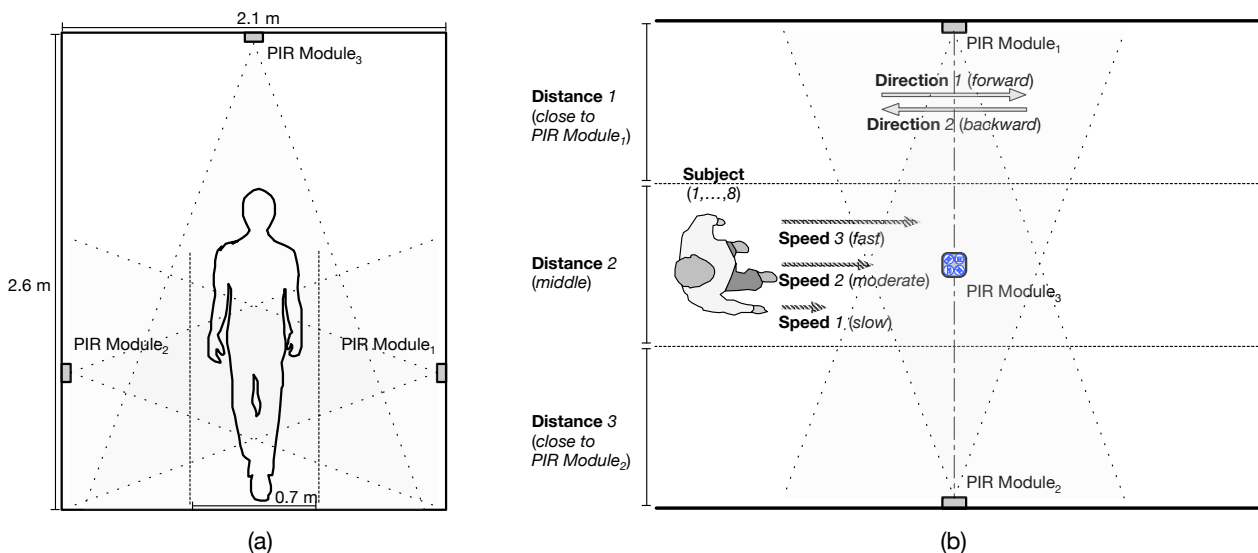 2.1 m
PIR Module₃
2.6 m
PIR Module₂
PIR Module₁
0.7 m
(a)
PIR Module₁
Direction 1 (forward)
Direction 2 (backward)
Distance 1
(close to
PIR Module₁)
Subject
(1,...,8)
Speed 3 (fast)
Distance 2
(middle)
Speed 2 (moderate)
PIR Module₃
Speed 1 (slow)
Distance 3
(close to
PIR Module₂)
PIR Module₂
(b)